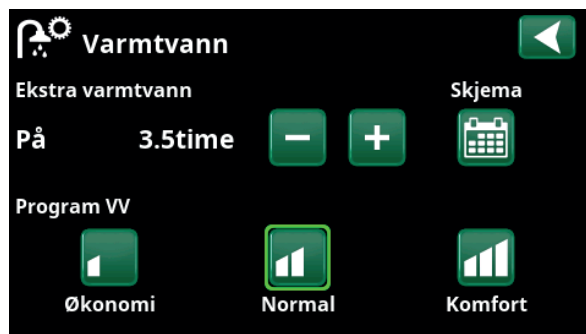 Varmtvann
Ekstra varmtvann Skjema
På 3.5time
Program VV
Økonomi Normal Komfort